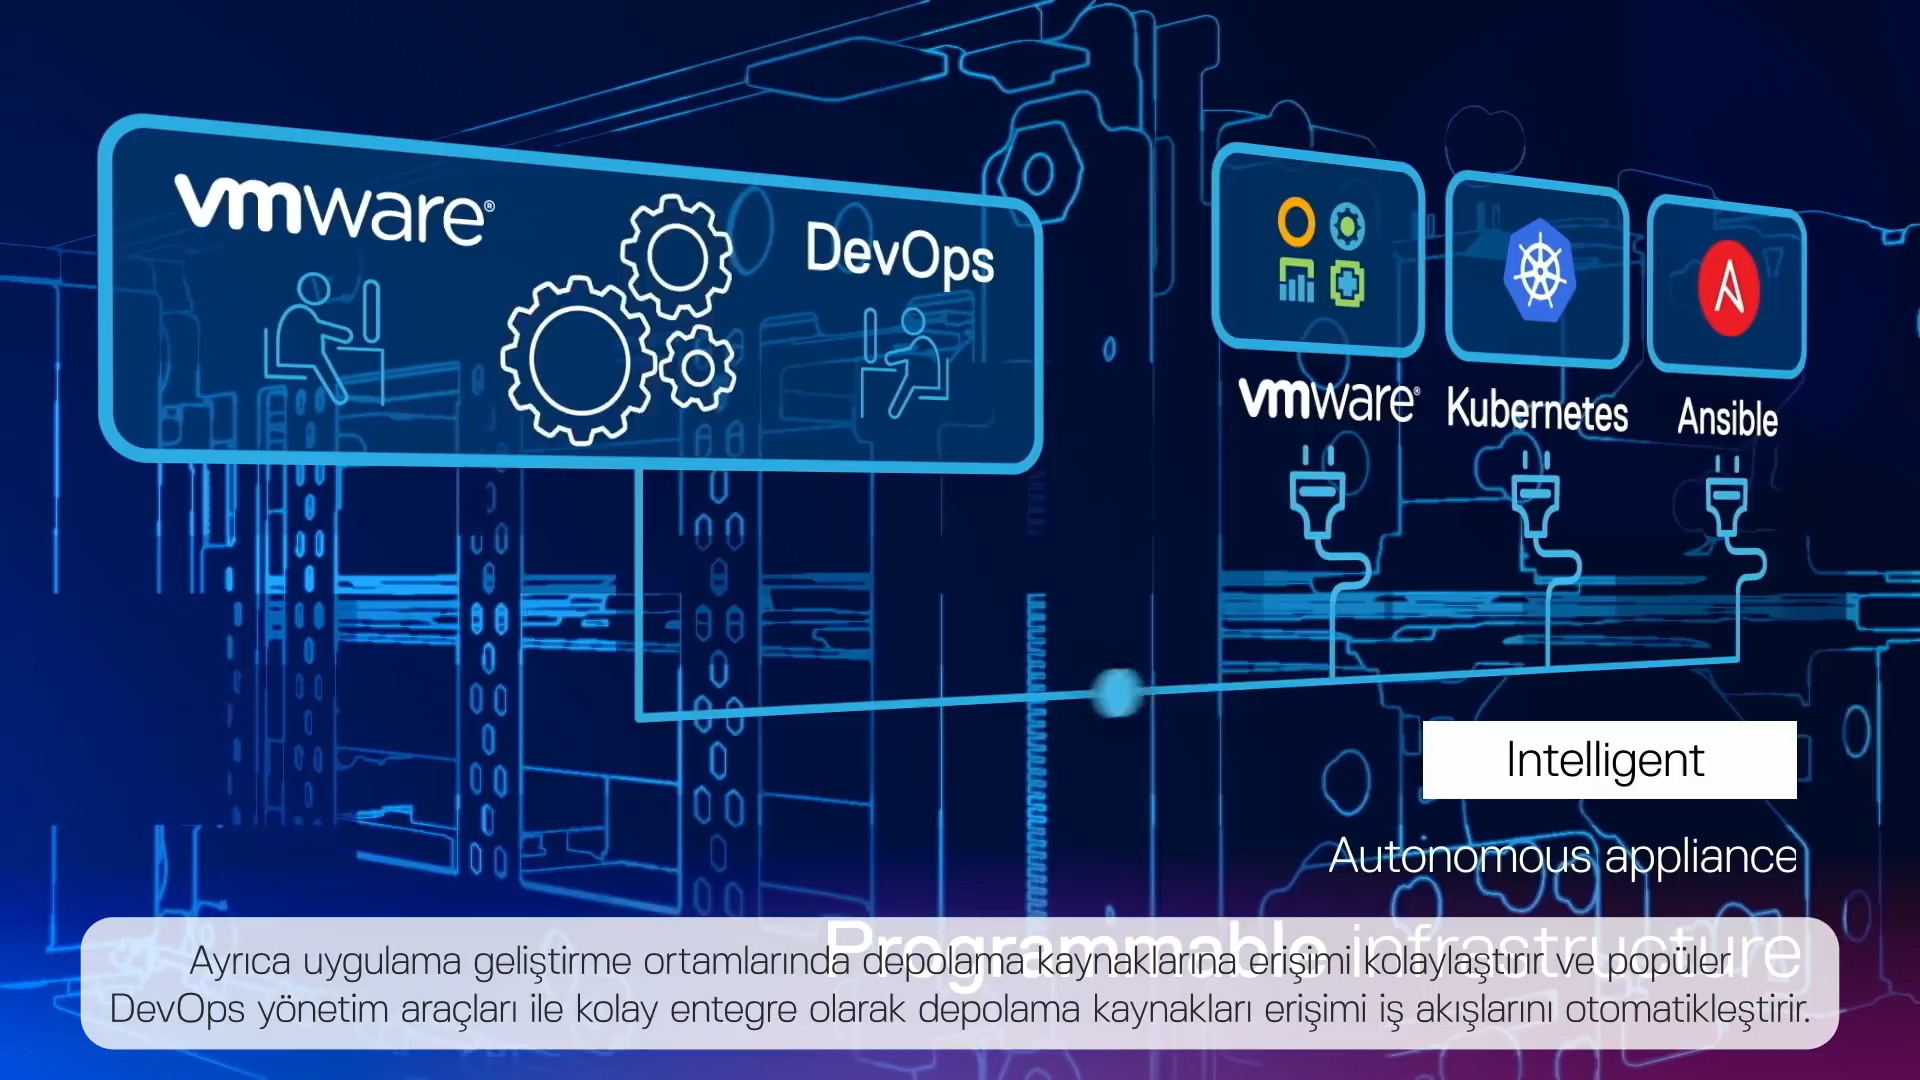 vmware®
DevOps
vmware®
Kubernetes
Ansible
Intelligent
Autonomous appliance
Programmable infrastructure
Ayrıca uygulama geliştirme ortamlarında depolama kaynaklarına erişimi kolaylaştırır ve popüler
DevOps yönetim araçları ile kolay entegre olarak depolama kaynakları erişimi iş akışlarını otomatikleştirir.